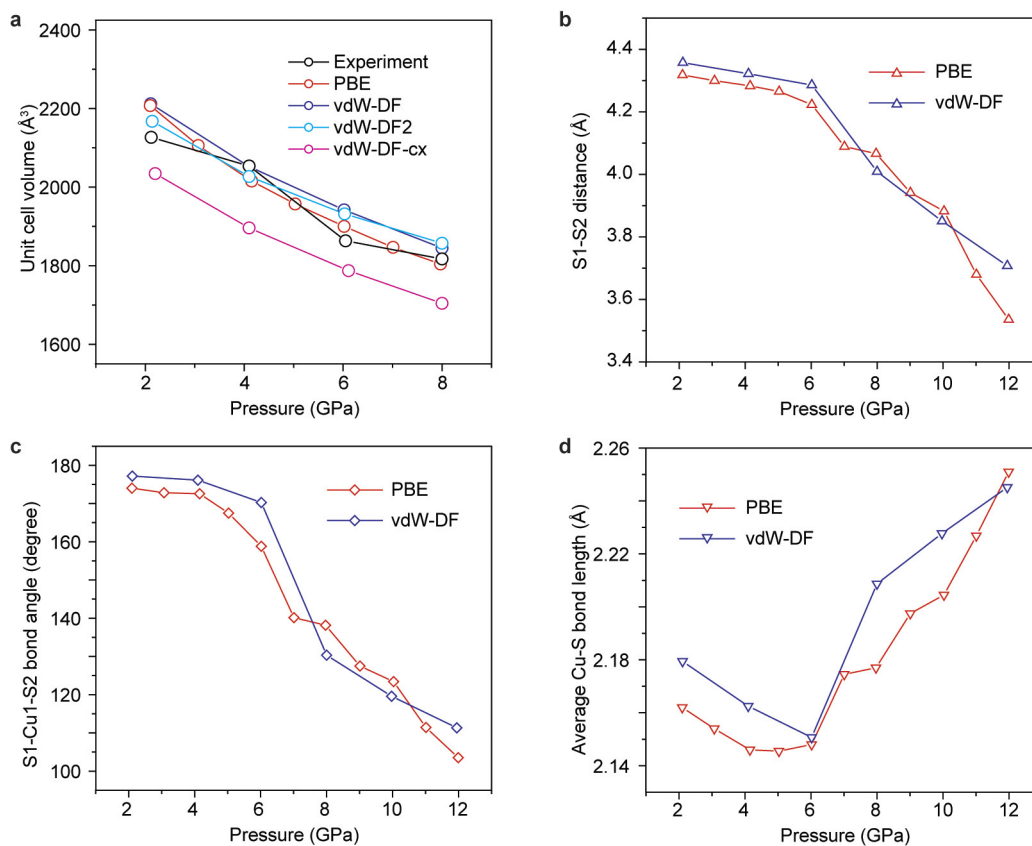 a
2400
2200
2000
1800
1600
Unit cell volume (Å³)
Experiment
PBE
vdW-DF
vdW-DF2
vdW-DF-cx
2 4 6 8
Pressure (GPa)
b
4.4
4.2
4.0
3.8
3.6
3.4
S1-S2 distance (Å)
PBE
vdW-DF
2 4 6 8 10 12
Pressure (GPa)
c
180
160
140
120
100
S1-Cu1-S2 bond angle (degree)
PBE
vdW-DF
2 4 6 8 10 12
Pressure (GPa)
d
2.26
2.22
2.18
2.14
Average Cu-S bond length (Å)
PBE
vdW-DF
2 4 6 8 10 12
Pressure (GPa)